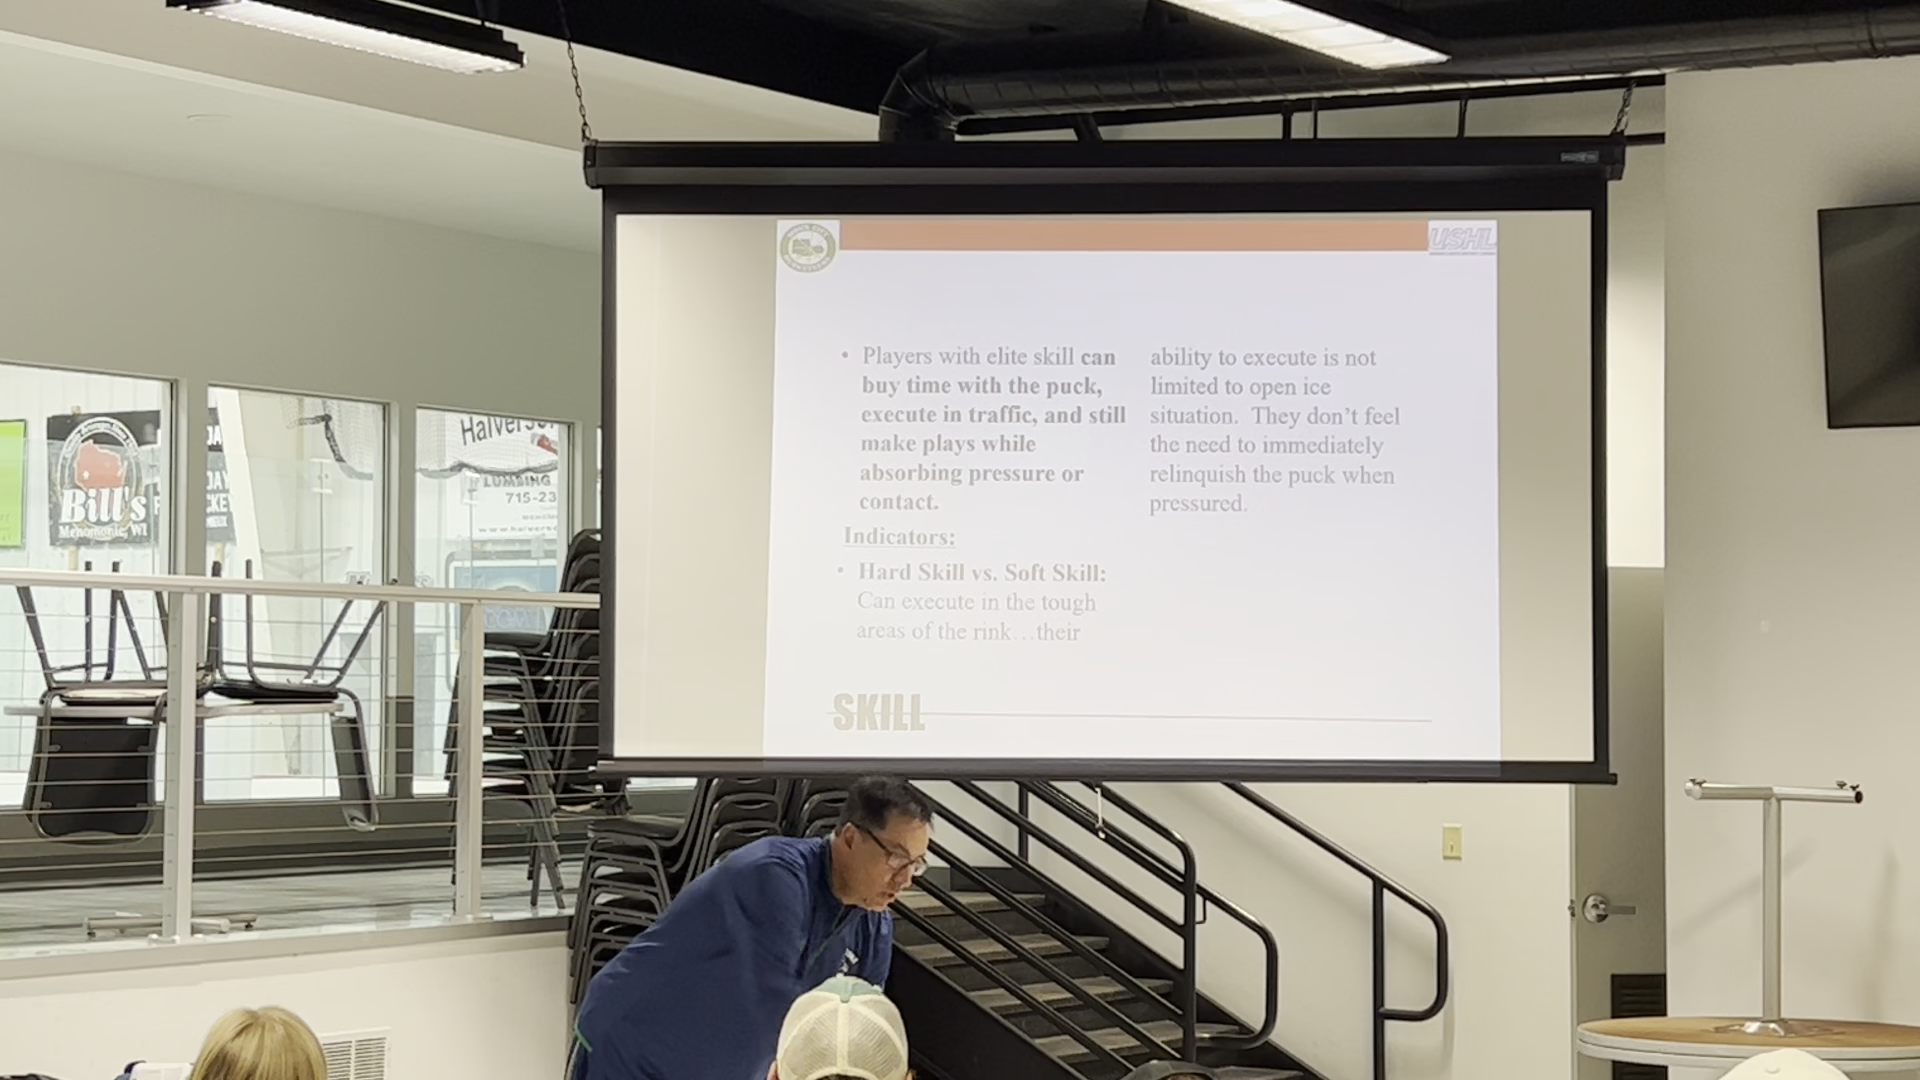 USHL
• Players with elite skill can
buy time with the puck,
execute in traffic, and still
make plays while
absorbing pressure or
contact.
Indicators:
• Hard Skill vs. Soft Skill:
Can execute in the tough
areas of the rink…their
ability to execute is not
limited to open ice
situation. They don't feel
the need to immediately
relinquish the puck when
pressured.
SKILL
Bill's
Menomonie, WI
LUMBING
715-23